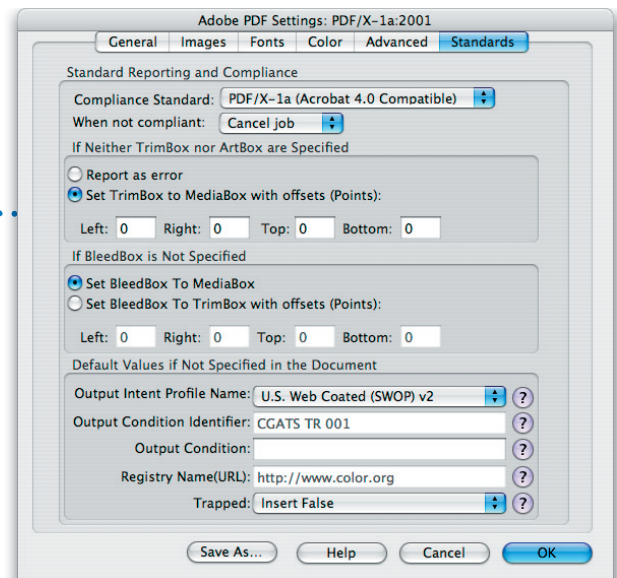 Adobe PDF Settings: PDF/X-1a:2001
General Images Fonts Color Advanced Standards
Standard Reporting and Compliance
Compliance Standard: PDF/X-1a (Acrobat 4.0 Compatible)
When not compliant: Cancel job
If Neither TrimBox nor ArtBox are Specified
Report as error
Set TrimBox to MediaBox with offsets (Points):
Left: 0 Right: 0 Top: 0 Bottom: 0
If BleedBox is Not Specified
Set BleedBox To MediaBox
Set BleedBox To TrimBox with offsets (Points):
Left: 0 Right: 0 Top: 0 Bottom: 0
Default Values if Not Specified in the Document
Output Intent Profile Name: U.S. Web Coated (SWOP) v2 ?
Output Condition Identifier: CGATS TR 001 ?
Output Condition: ?
Registry Name(URL): http://www.color.org ?
Trapped: Insert False ?
Save As... Help Cancel OK